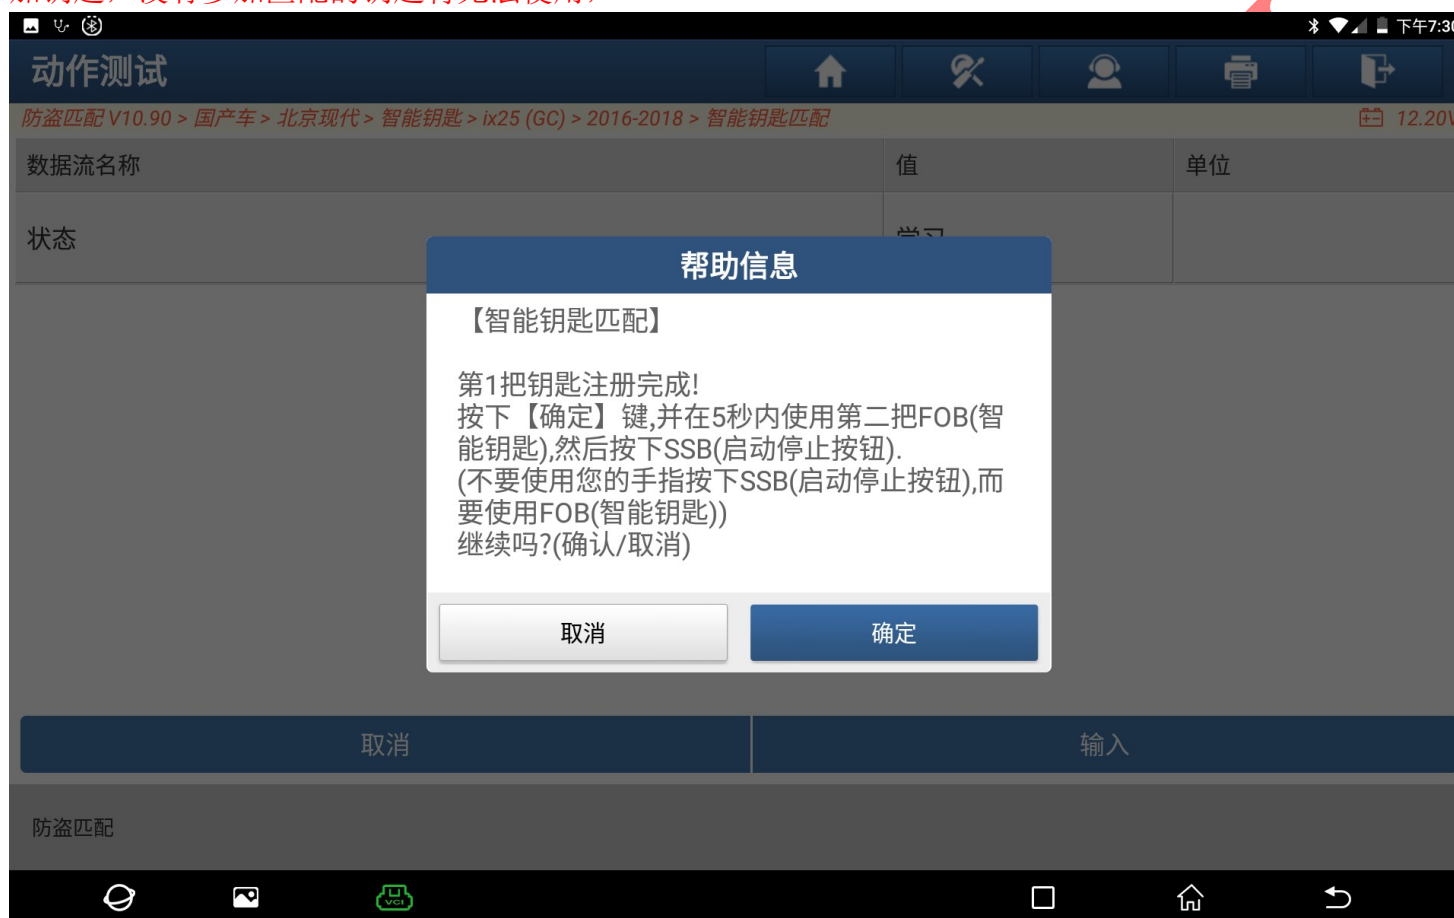 下午7:30
动作测试
防盗匹配 V10.90 > 国产车 > 北京现代 > 智能钥匙 > ix25 (GC) > 2016-2018 > 智能钥匙匹配
12.20V
数据流名称 值 单位
状态 学习
帮助信息
【智能钥匙匹配】
第1把钥匙注册完成!
按下【确定】键,并在5秒内使用第二把FOB(智
能钥匙),然后按下SSB(启动停止按钮).
(不要使用您的手指按下SSB(启动停止按钮),而
要使用FOB(智能钥匙))
继续吗?(确认/取消)
取消 确定
取消 输入
防盗匹配
VCI